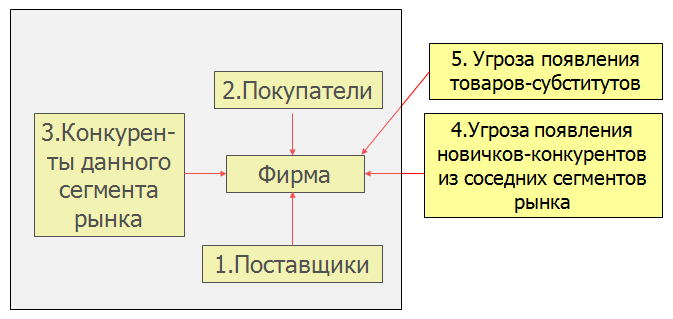 5. Угроза появления
товаров-субститутов
2.Покупатели
3.Конкурен-
ты данного
сегмента
рынка
4.Угроза появления
новичков-конкурентов
из соседних сегментов
рынка
Фирма
1.Поставщики